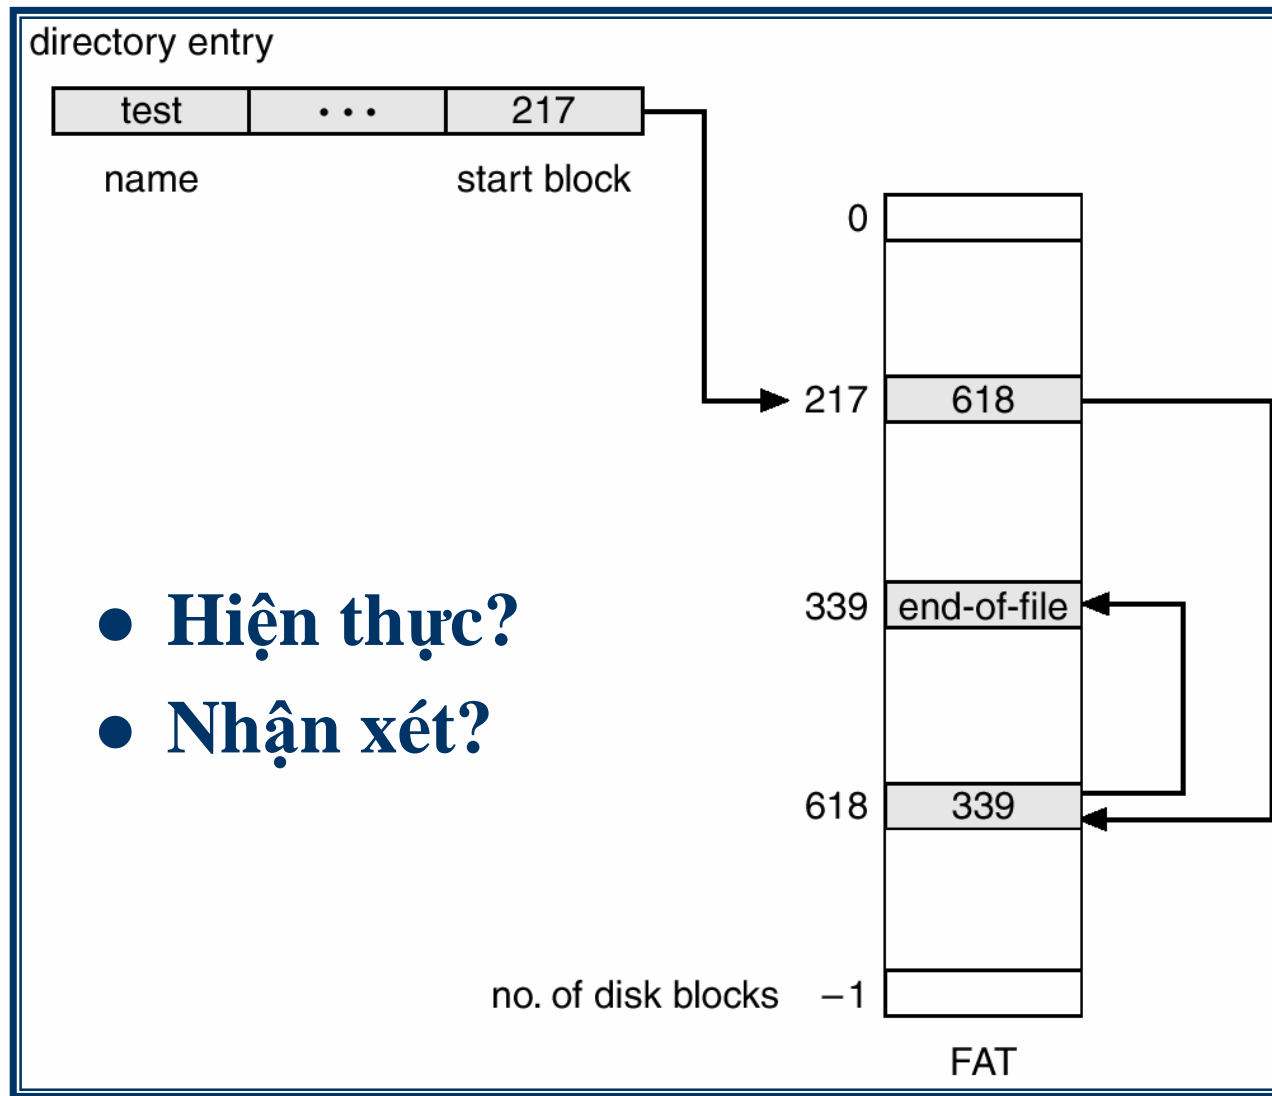 directory entry
test ••• 217
name start block
0
217 618
• Hiện thực?
339 end-of-file
• Nhận xét?
618 339
no. of disk blocks –1
FAT